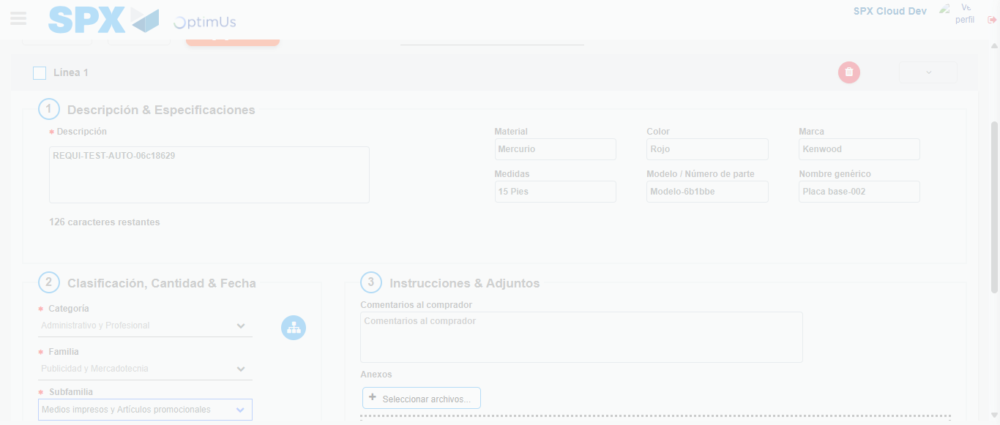 SPX
OptimUs
SPX Cloud Dev
Ve
perfil
Línea 1
1
Descripción & Especificaciones
* Descripción
REQUI-TEST-AUTO-06c18629
126 caracteres restantes
Material
Color
Marca
Mercurio
Rojo
Kenwood
Medidas
Modelo / Número de parte
Nombre genérico
15 Pies
Modelo-6b1bbe
Placa base-002
2
Clasificación, Cantidad & Fecha
* Categoría
Administrativo y Profesional
* Familia
Publicidad y Mercadotecnia
* Subfamilia
Medios impresos y Artículos promocionales
3
Instrucciones & Adjuntos
Comentarios al comprador
Comentarios al comprador
Anexos
+ Seleccionar archivos...